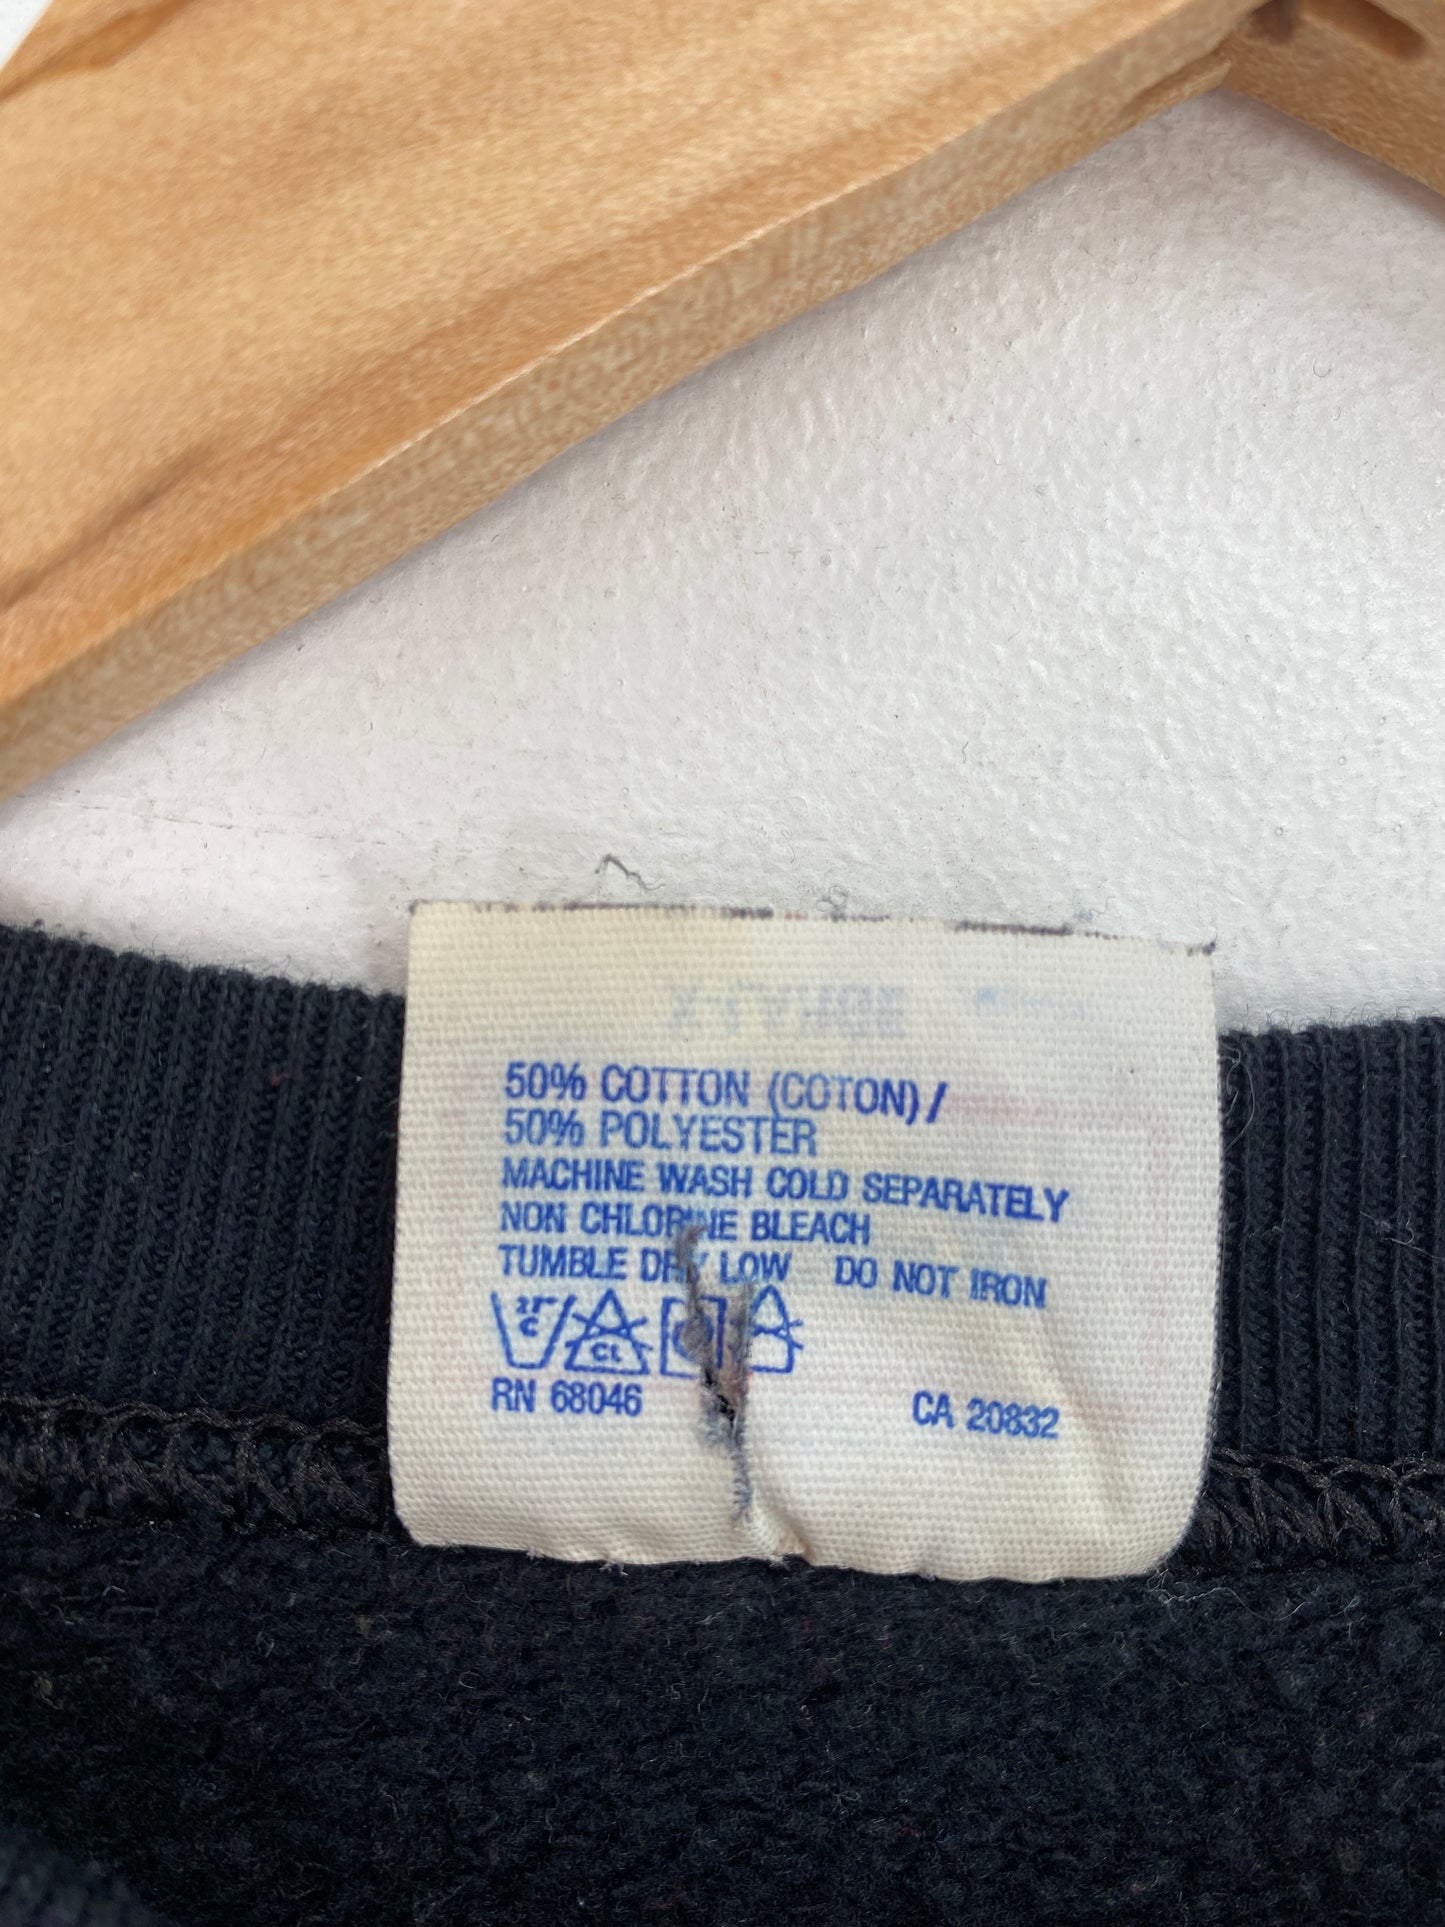 50% COTTON (COTON)/
50% POLYESTER
MACHINE WASH COLD SEPARATELY
NON CHLORINE BLEACH
TUMBLE DRY LOW DO NOT IRON
CL
RN 68046 CA 20832